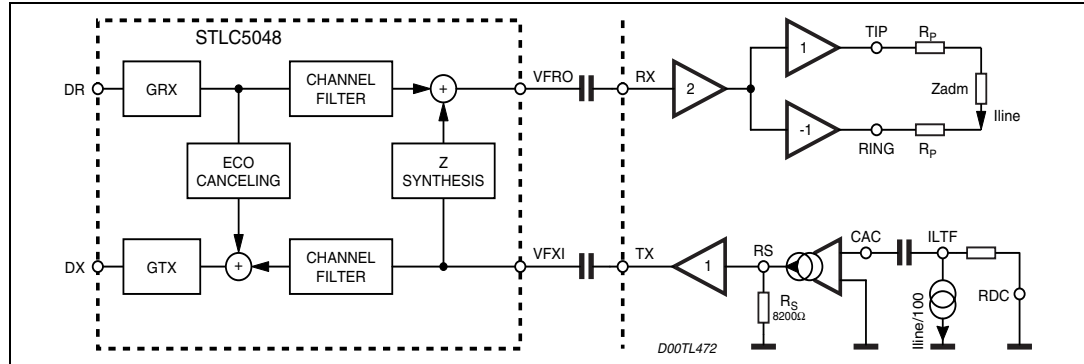 STLC5048
DR
GRX
CHANNEL
FILTER
+
VFRO
RX
2
1
TIP
RP
Zadm
Iline
-1
RING
RP
ECO
CANCELING
Z
SYNTHESIS
DX
GTX
+
CHANNEL
FILTER
VFXI
TX
1
RS
CAC
ILTF
RS
8200Ω
Iline/100
RDC
D00TL472